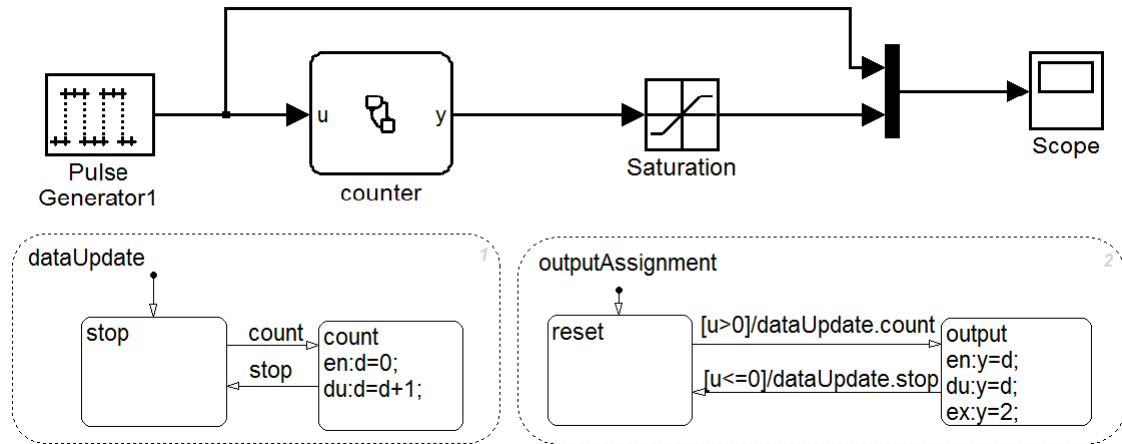 u
y
Pulse
Generator1
counter
Saturation
Scope
dataUpdate
1
stop
count
stop
count
en:d=0;
du:d=d+1;
outputAssignment
2
reset
[u>0]/dataUpdate.count
[u<=0]/dataUpdate.stop
output
en:y=d;
du:y=d;
ex:y=2;